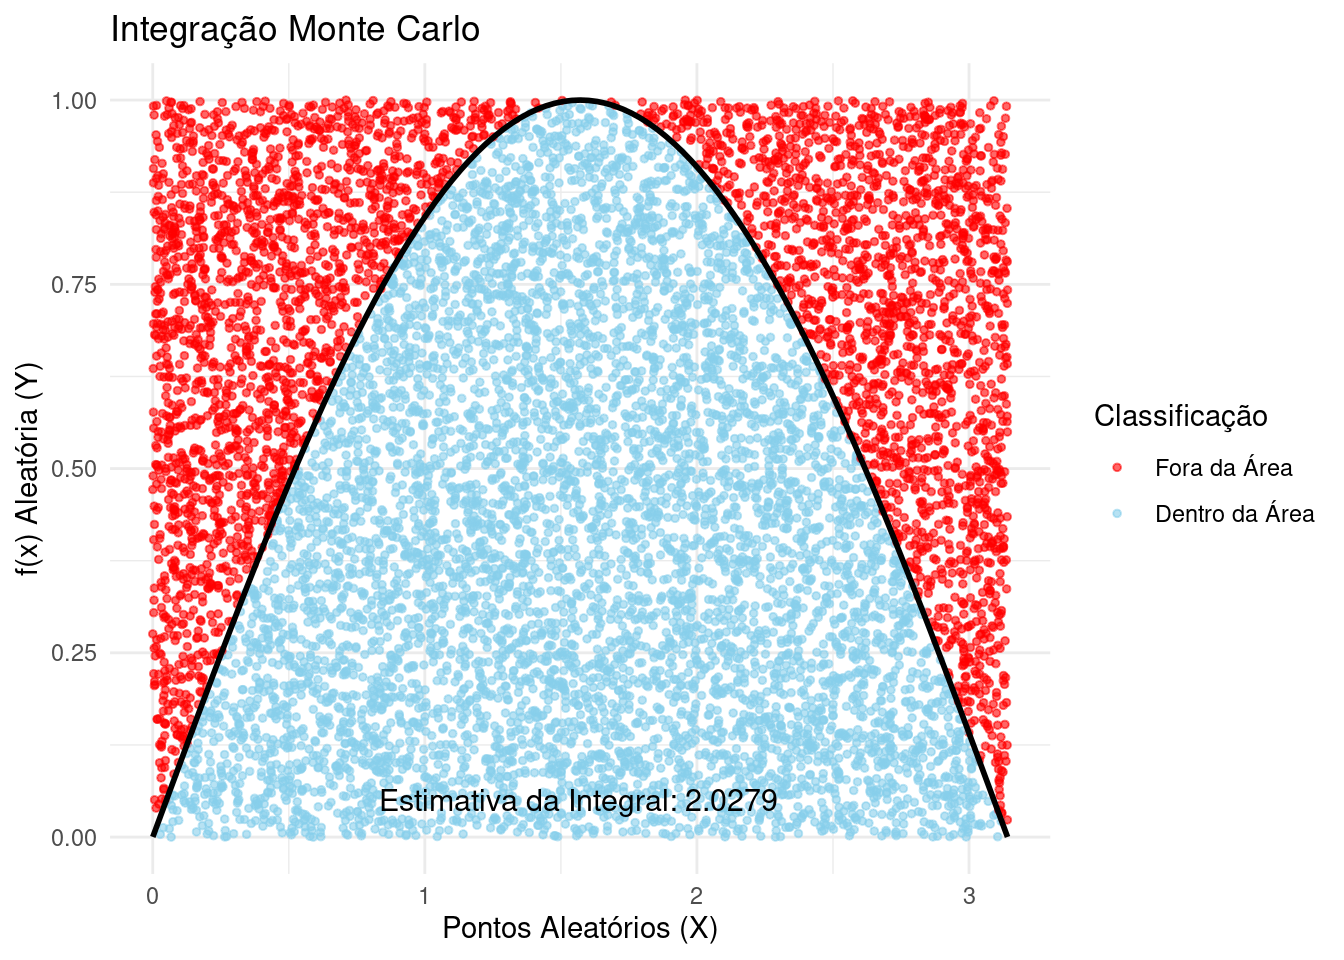 Integração Monte Carlo
1.00
0.75
0.50
0.25
0.00
f(x) Aleatória (Y)
Estimativa da Integral: 2.0279
0 1 2 3
Pontos Aleatórios (X)
Classificação
Fora da Área
Dentro da Área